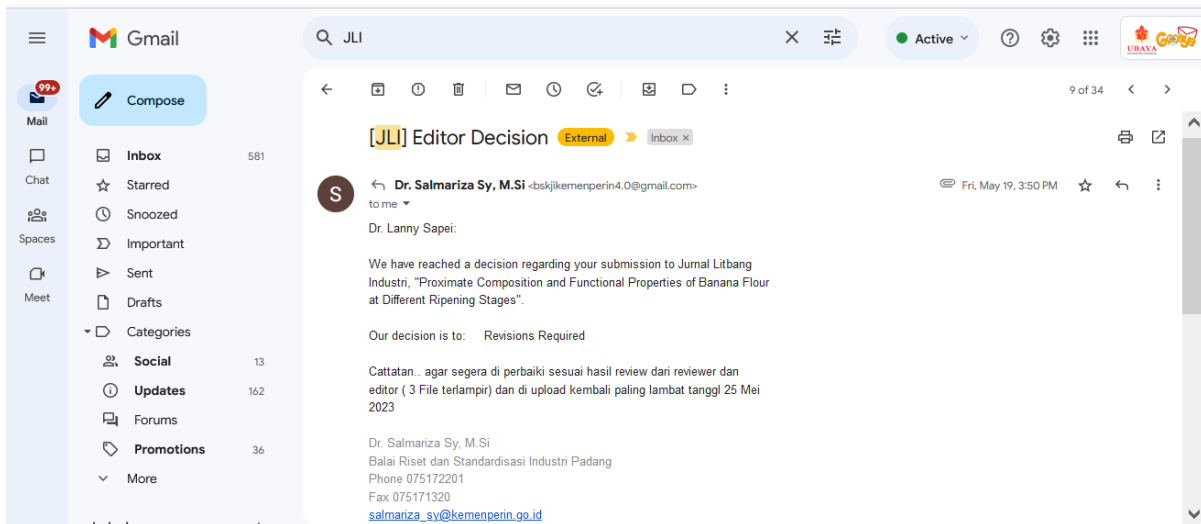 Gmail
JLI
Active
UBAYA
99+
Mail
Chat
Spaces
Meet
Compose
Inbox 581
Starred
Snoozed
Important
Sent
Drafts
Categories
Social 13
Updates 162
Forums
Promotions 36
More
9 of 34
[JLI] Editor Decision External Inbox ×
S
Dr. Salmariza Sy, M.Si <bskjikemenperin4.0@gmail.com> Fri, May 19, 3:50 PM
to me
Dr. Lanny Sapei:
We have reached a decision regarding your submission to Jurnal Litbang
Industri, "Proximate Composition and Functional Properties of Banana Flour
at Different Ripening Stages".
Our decision is to: Revisions Required
Cattatan.. agar segera di perbaiki sesuai hasil review dari reviewer dan
editor ( 3 File terlampir) dan di upload kembali paling lambat tanggl 25 Mei
2023
Dr. Salmariza Sy, M.Si
Balai Riset dan Standardisasi Industri Padang
Phone 075172201
Fax 075171320
salmariza_sy@kemenperin.go.id